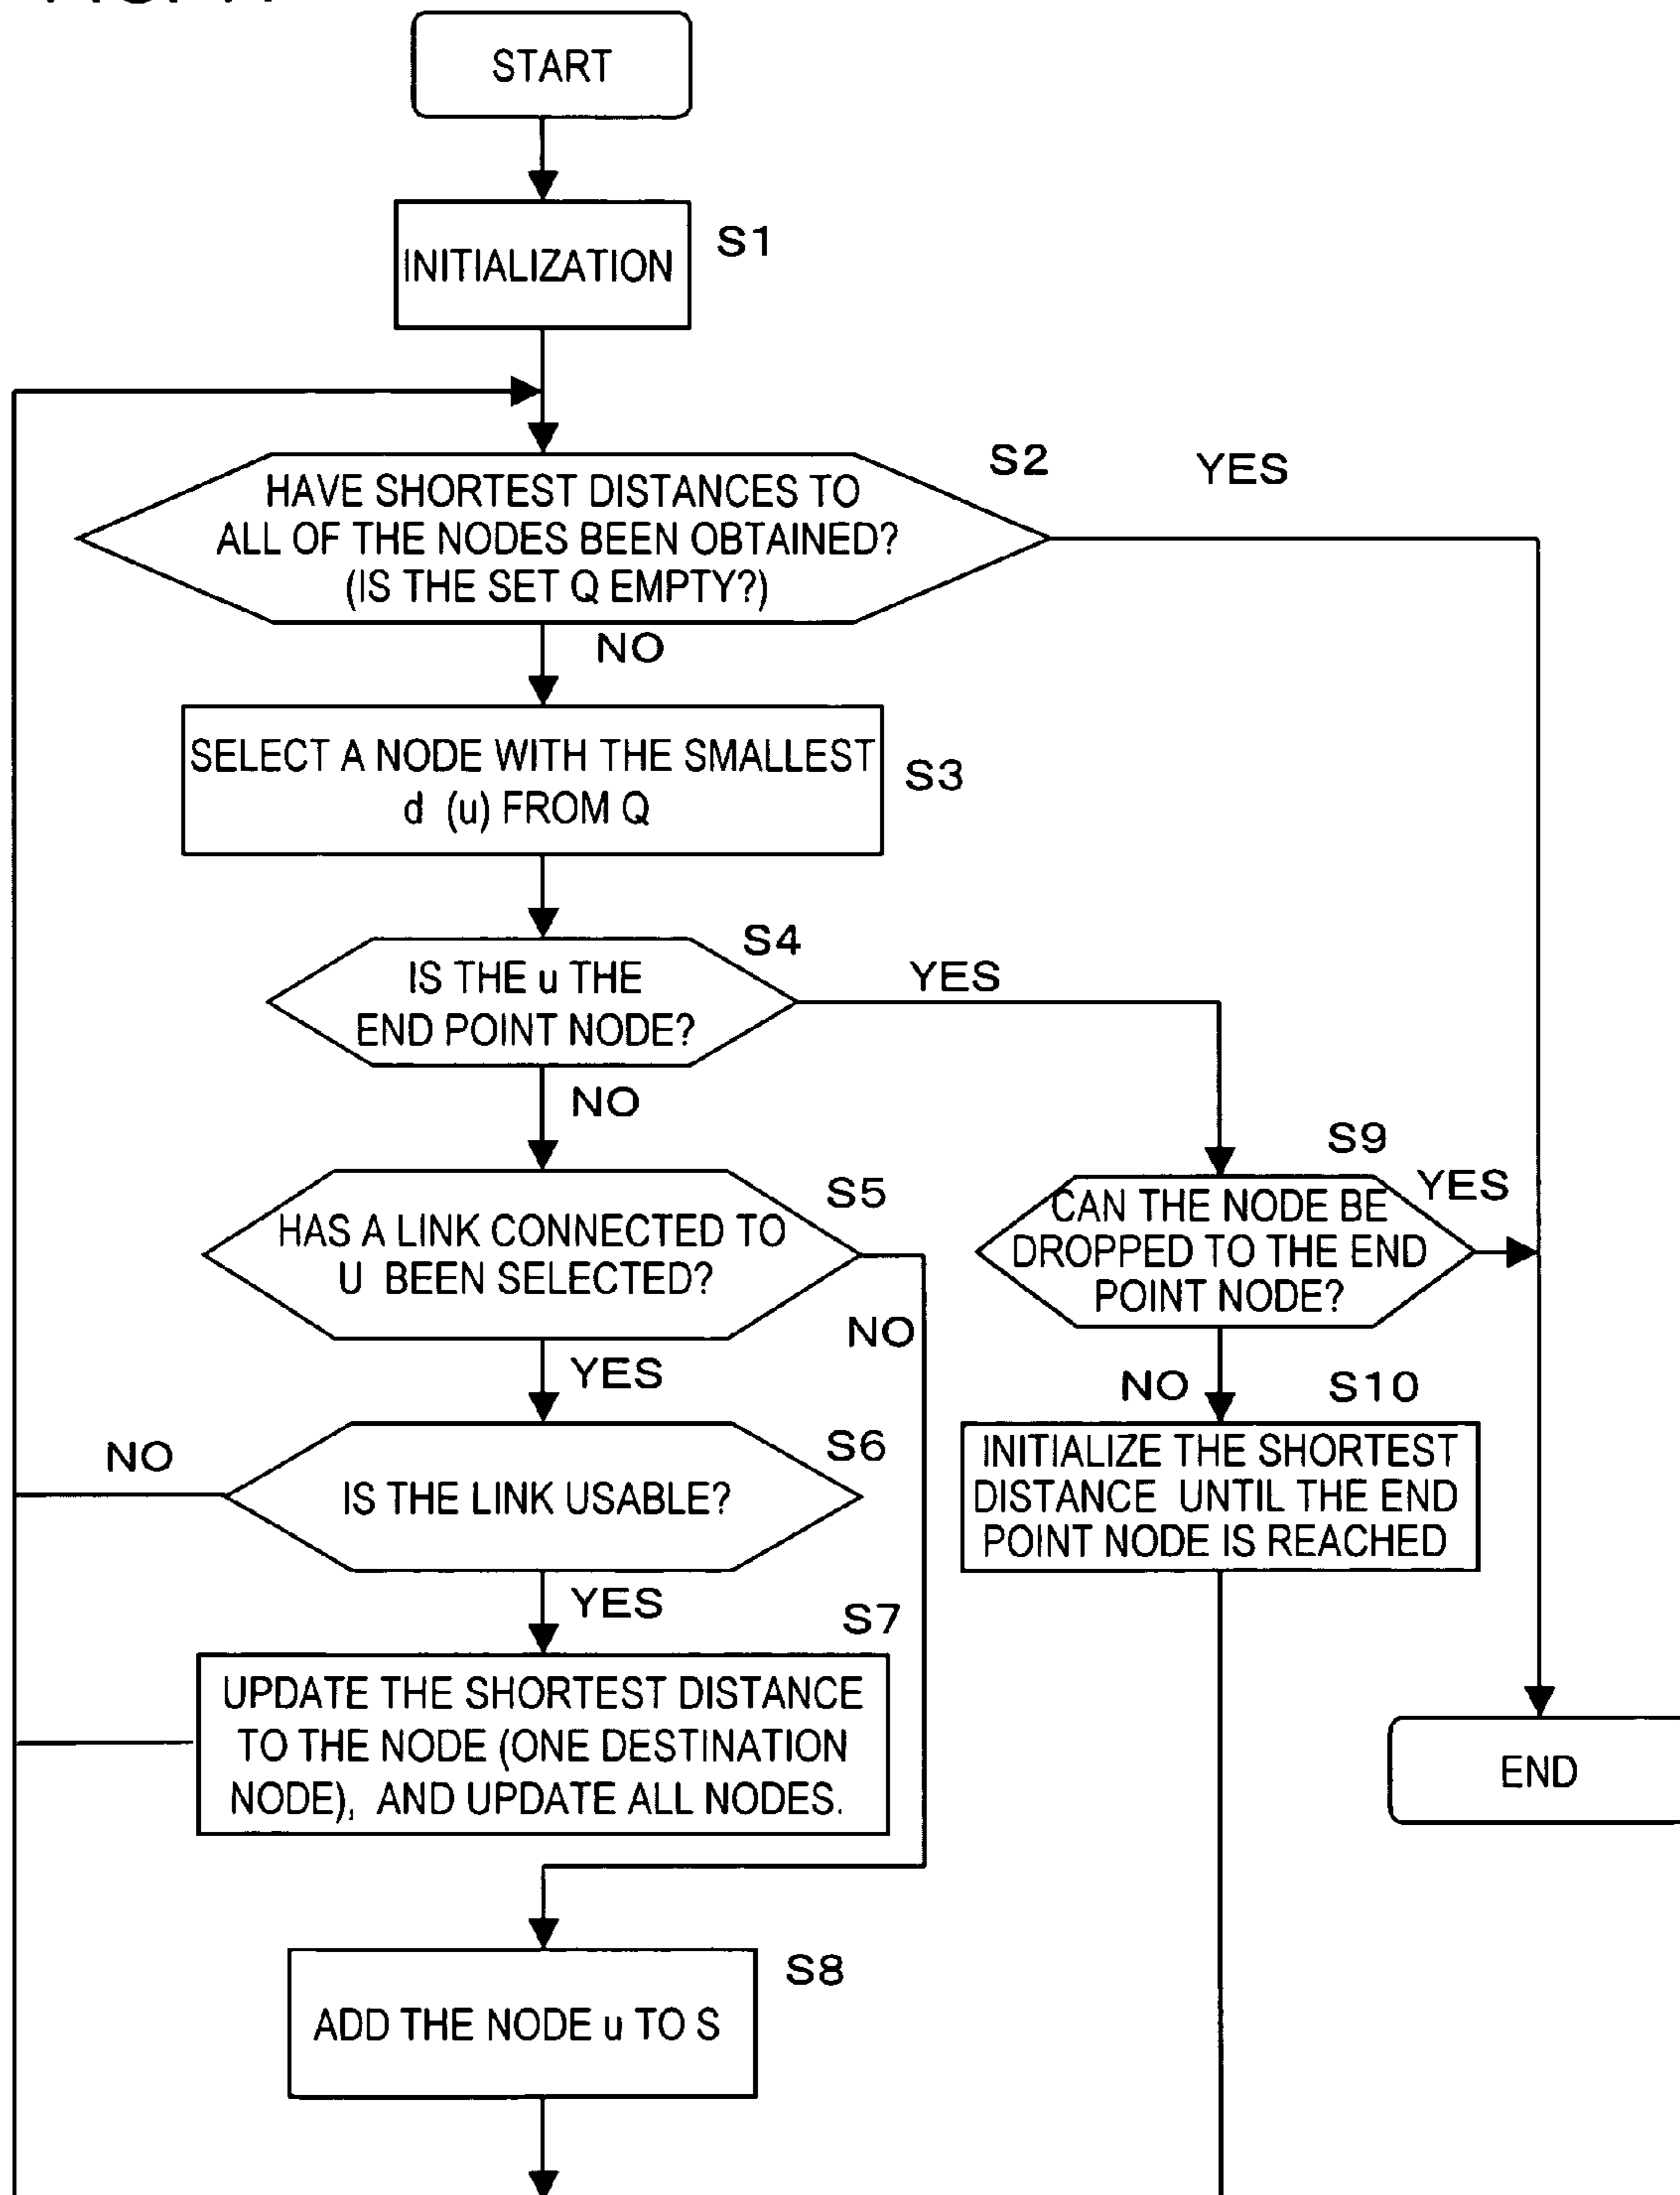 START
INITIALIZATION
S1
HAVE SHORTEST DISTANCES TO
ALL OF THE NODES BEEN OBTAINED?
(IS THE SET Q EMPTY?)
S2
YES
NO
SELECT A NODE WITH THE SMALLEST
d (u) FROM Q
S3
IS THE u THE
END POINT NODE?
S4
YES
NO
HAS A LINK CONNECTED TO
U BEEN SELECTED?
S5
NO
YES
CAN THE NODE BE
DROPPED TO THE END
POINT NODE?
S9
YES
NO
IS THE LINK USABLE?
S6
NO
YES
INITIALIZE THE SHORTEST
DISTANCE UNTIL THE END
POINT NODE IS REACHED
S10
UPDATE THE SHORTEST DISTANCE
TO THE NODE (ONE DESTINATION
NODE), AND UPDATE ALL NODES.
S7
END
ADD THE NODE u TO S
S8